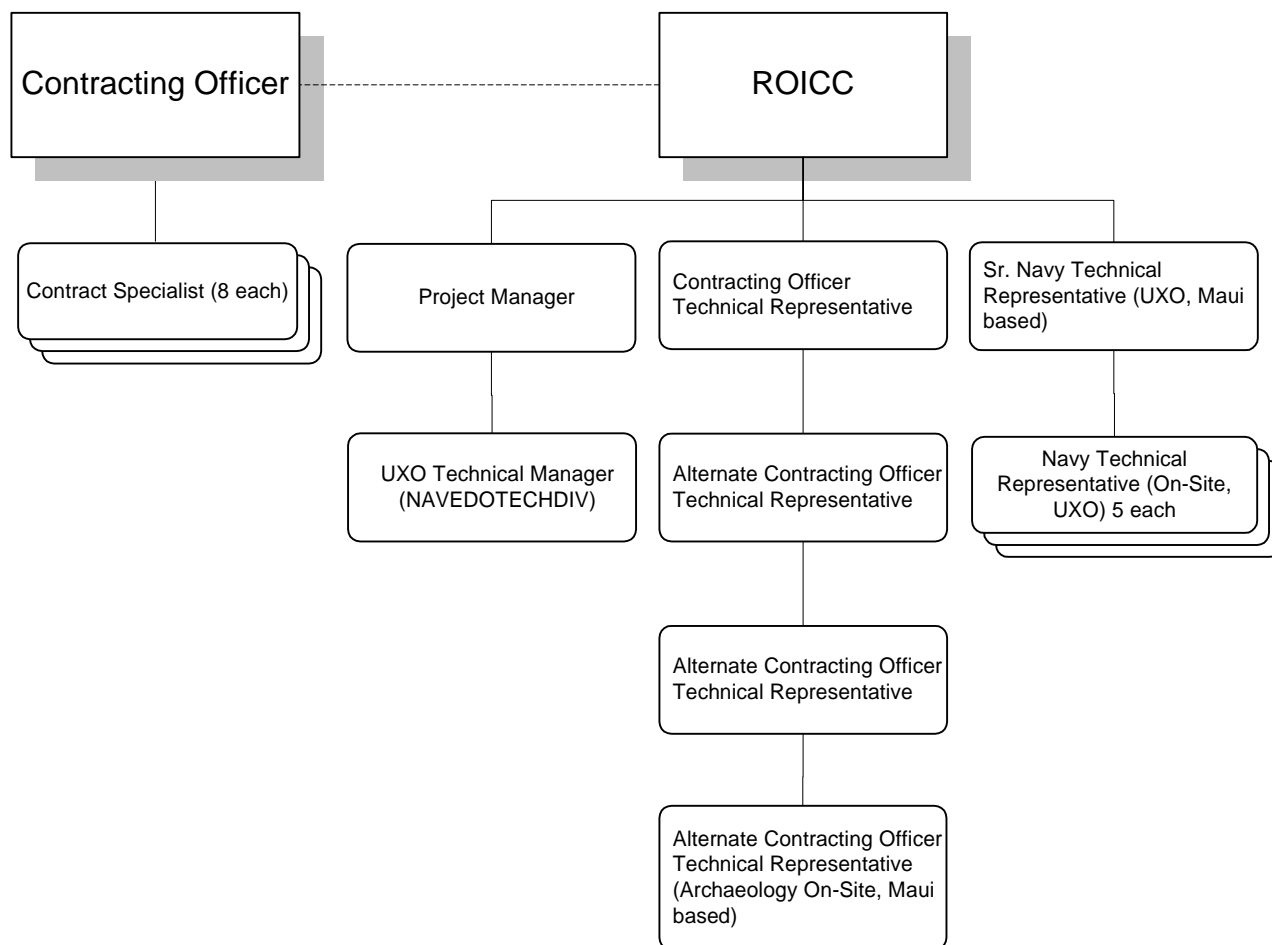 Contracting Officer
ROICC
Contract Specialist (8 each)
Project Manager
Contracting Officer
Technical Representative
Sr. Navy Technical
Representative (UXO, Maui
based)
UXO Technical Manager
(NAVEDOTECHDIV)
Alternate Contracting Officer
Technical Representative
Navy Technical
Representative (On-Site,
UXO) 5 each
Alternate Contracting Officer
Technical Representative
Alternate Contracting Officer
Technical Representative
(Archaeology On-Site, Maui
based)